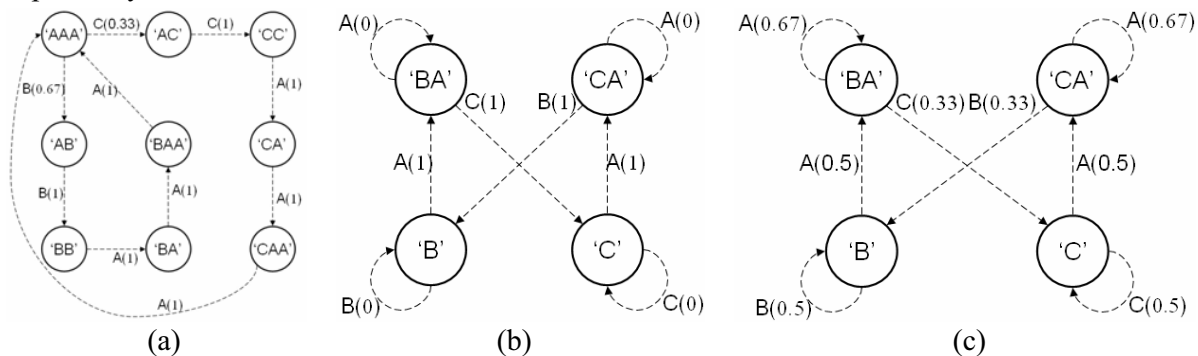 'AAA' C(0.33) 'AC' C(1) 'CC'
B(0.67) A(1) A(1)
'AB' 'BAA' 'CA'
B(1) A(1) A(1)
'BB' A(1) 'BA' 'CAA'
A(1)
(a)
A(0) A(0)
'BA' 'CA'
C(1) B(1)
A(1) A(1)
'B' 'C'
B(0) C(0)
(b)
A(0.67) A(0.67)
'BA' 'CA'
C(0.33) B(0.33)
A(0.5) A(0.5)
'B' 'C'
B(0.5) C(0.5)
(c)